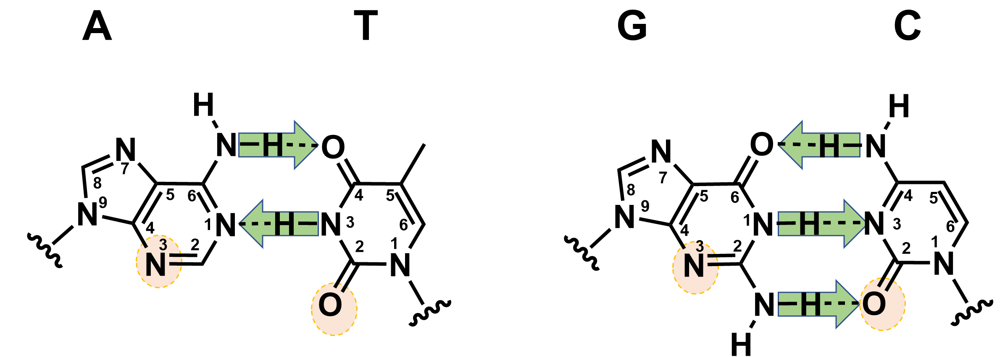 A T G C
H H
N H O O H N
N 7 N 7
8 5 6 4 5 8 5 6 4 5
9 N 4 1 N H N 3 6 9 N 4 1 N H N 3 6
3 2 2 1 3 2 2 1
N N N N
O N H O
H